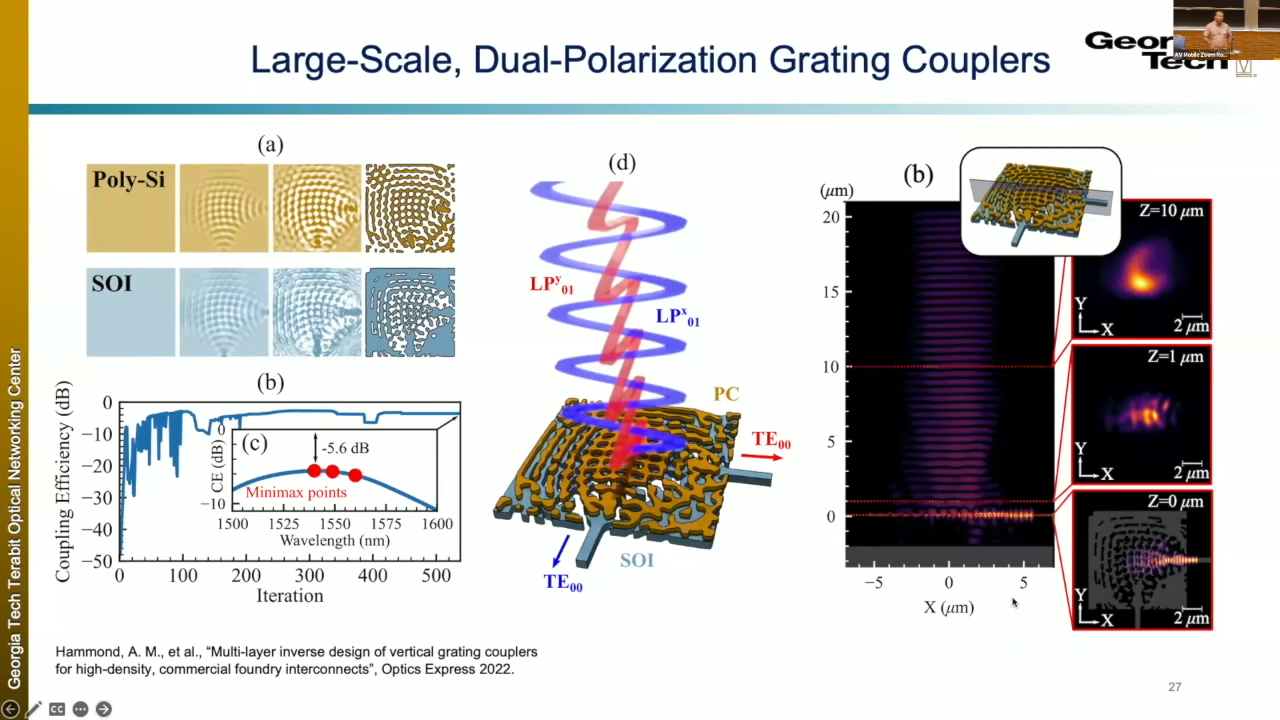 Large-Scale, Dual-Polarization Grating Couplers
Geor
Tech
Georgia Tech Terabit Optical Networking Center
(a)
Poly-Si
SOI
(b)
Coupling Efficiency (dB)
0
−10
−20
−30
−40
−50
0 100 200 300 400 500
Iteration
(c)
CE (dB)
0
−10
-5.6 dB
Minimax points
1500 1525 1550 1575 1600
Wavelength (nm)
(d)
LPʸ₀₁
LPˣ₀₁
PC
TE₀₀
SOI
TE₀₀
(b)
(μm)
20
15
10
5
0
−5 0 5
X (μm)
Z=10 μm
Y
X
2 μm
Z=1 μm
Y
X
2 μm
Z=0 μm
Y
X
2 μm
Hammond, A. M., et al., “Multi-layer inverse design of vertical grating couplers
for high-density, commercial foundry interconnects”, Optics Express 2022.
27
CC